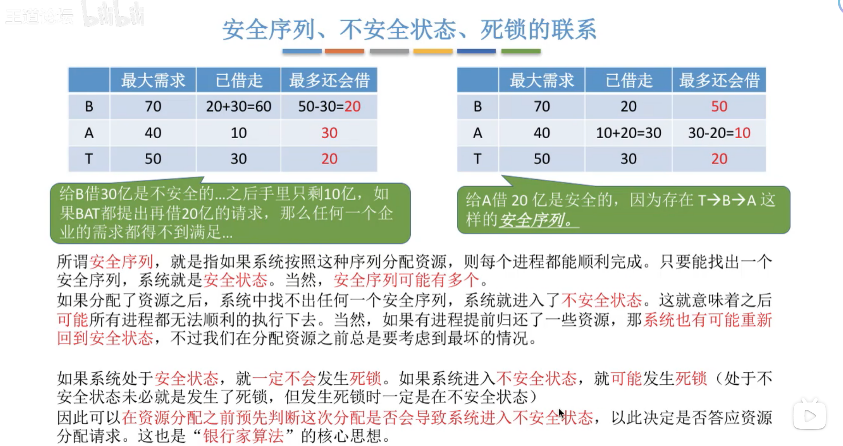 王道论坛 bilibili
安全序列、不安全状态、死锁的联系
最大需求 已借走 最多还会借
B 70 20+30=60 50-30=20
A 40 10 30
T 50 30 20
最大需求 已借走 最多还会借
B 70 20 50
A 40 10+20=30 30-20=10
T 50 30 20
给B借30亿是不安全的...之后手里只剩10亿，如
果BAT都提出再借20亿的请求，那么任何一个企
业的需求都得不到满足...
给A借 20 亿是安全的，因为存在 T→B→A 这
样的安全序列。
所谓安全序列，就是指如果系统按照这种序列分配资源，则每个进程都能顺利完成。只要能找出一个
安全序列，系统就是安全状态。当然，安全序列可能有多个。
如果分配了资源之后，系统中找不出任何一个安全序列，系统就进入了不安全状态。这就意味着之后
可能所有进程都无法顺利的执行下去。当然，如果有进程提前归还了一些资源，那系统也有可能重新
回到安全状态，不过我们在分配资源之前总是要考虑到最坏的情况。
如果系统处于安全状态，就一定不会发生死锁。如果系统进入不安全状态，就可能发生死锁（处于不
安全状态未必就是发生了死锁，但发生死锁时一定是在不安全状态）
因此可以在资源分配之前预先判断这次分配是否会导致系统进入不安全状态，以此决定是否答应资源
分配请求。这也是“银行家算法”的核心思想。